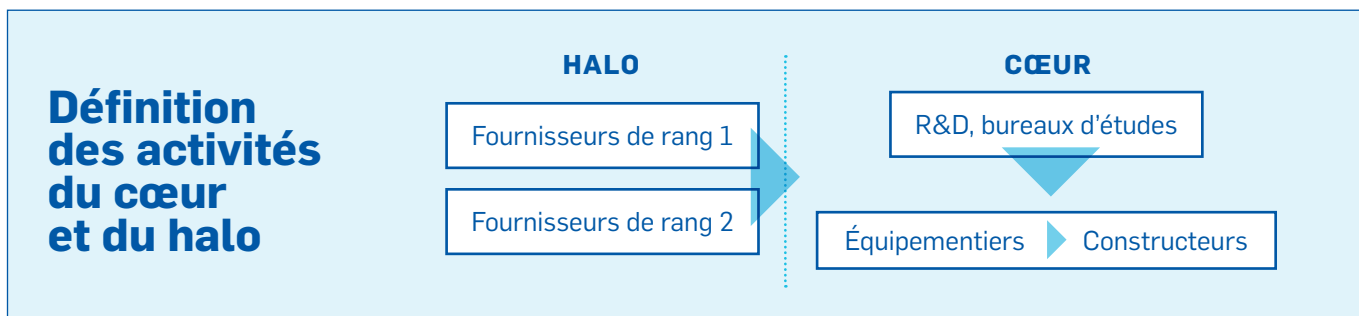 Définition
des activités
du cœur
et du halo
HALO
Fournisseurs de rang 1
Fournisseurs de rang 2
CŒUR
R&D, bureaux d'études
Équipementiers
Constructeurs